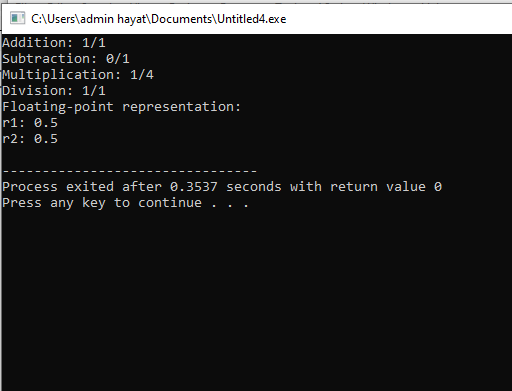 C:\Users\admin hayat\Documents\Untitled4.exe
Addition: 1/1
Subtraction: 0/1
Multiplication: 1/4
Division: 1/1
Floating-point representation:
r1: 0.5
r2: 0.5
--------------------------------
Process exited after 0.3537 seconds with return value 0
Press any key to continue . . .